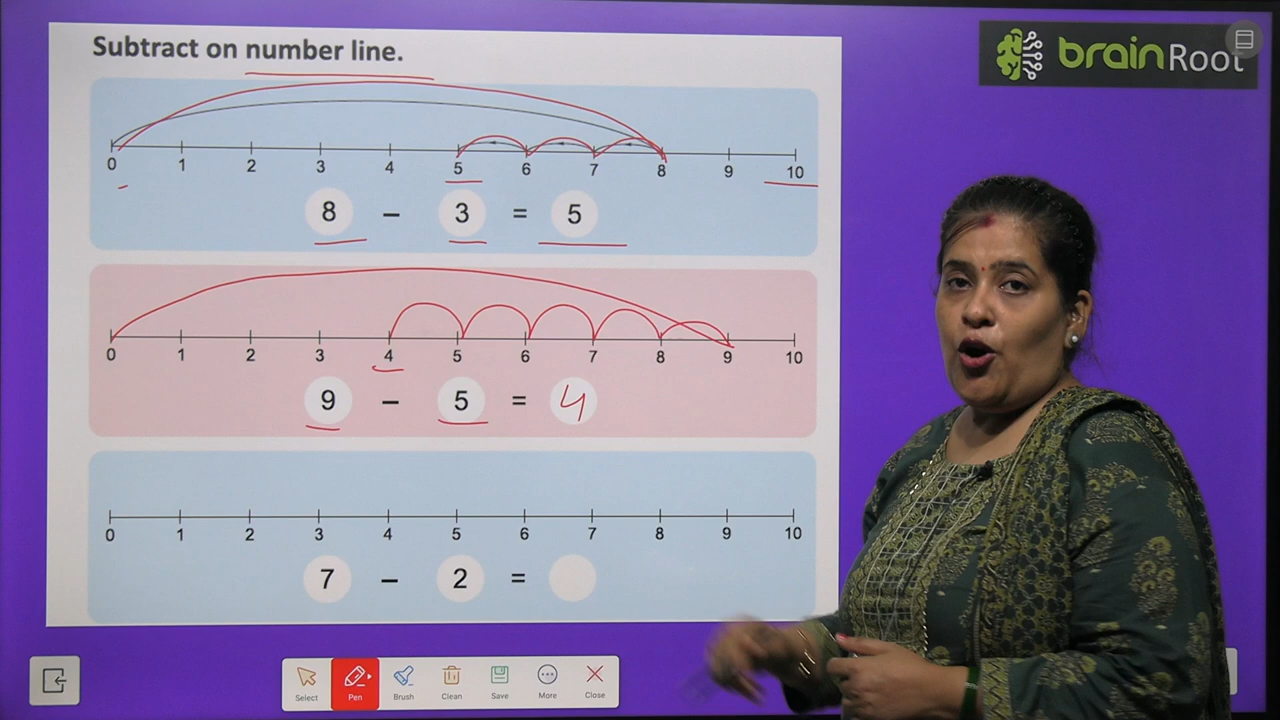 Subtract on number line.
brainRoot
0 1 2 3 4 5 6 7 8 9 10
8 – 3 = 5
0 1 2 3 4 5 6 7 8 9 10
9 – 5 = 4
0 1 2 3 4 5 6 7 8 9 10
7 – 2 =
Select Pen Brush Clean Save More Close